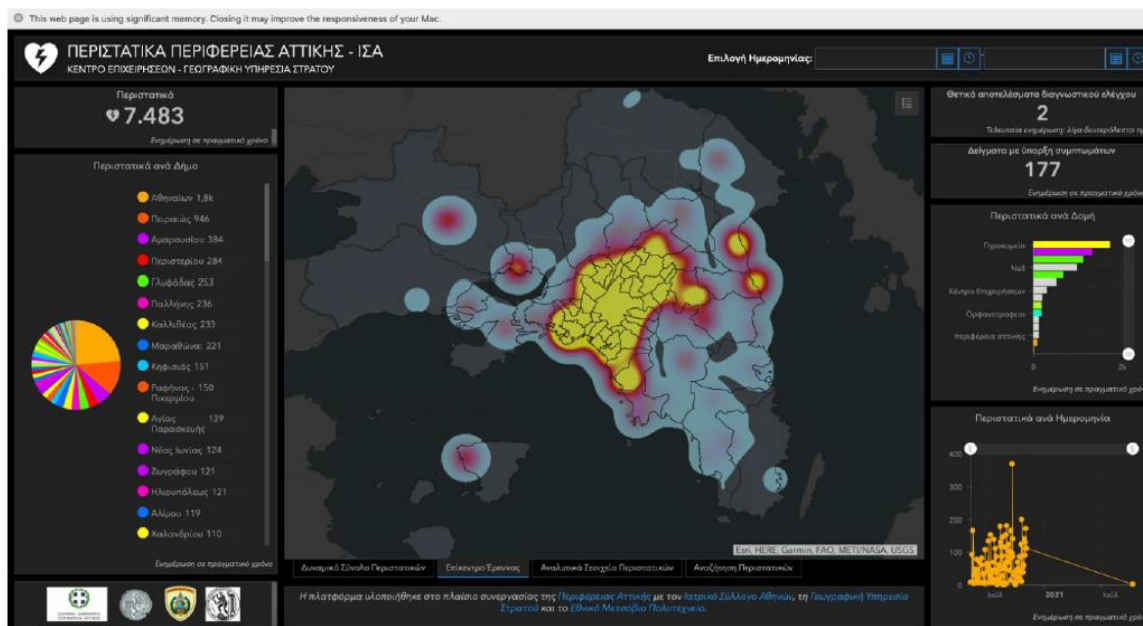 This web page is using significant memory. Closing it may improve the responsiveness of your Mac.
ΠΕΡΙΣΤΑΤΙΚΑ ΠΕΡΙΦΕΡΕΙΑΣ ΑΤΤΙΚΗΣ - ΙΣΑ
ΚΕΝΤΡΟ ΕΠΙΧΕΙΡΗΣΕΩΝ - ΓΕΩΓΡΑΦΙΚΗ ΥΠΗΡΕΣΙΑ ΣΤΡΑΤΟΥ
Επιλογή Ημερομηνίας:
-
Περιστατικά
7.483
Ενημέρωση σε πραγματικό χρόνο
Περιστατικά ανά Δήμο
Αθηναίων 1,8k
Πειραιώς 946
Αμαρουσίου 384
Περιστερίου 284
Γλυφάδας 253
Παλλήνης 236
Καλλιθέας 233
Μαραθώνα: 221
Κηφισιάς 151
Ραφήνας - 150
Πικερμίου
Αγίας 139
Παρασκευής
Νέας Ιωνίας 124
Ζωγράφου 121
Ηλιουπόλεως 121
Αλίμου 119
Χαλανδρίου 110
Ενημέρωση σε πραγματικό χρόνο
Esri, HERE, Garmin, FAO, METI/NASA, USGS
Δυναμικό Σύνολο Περιστατικών
Επίκεντρο Έρευνας
Αναλυτικά Στοιχεία Περιστατικών
Αναζήτηση Περιστατικών
Η πλατφόρμα υλοποιήθηκε στο πλαίσιο συνεργασίας της Περιφέρειας Αττικής με τον Ιατρικό Σύλλογο Αθηνών, τη Γεωγραφική Υπηρεσία
Στρατού και το Εθνικό Μετσόβιο Πολυτεχνείο.
Θετικά αποτελέσματα διαγνωστικού ελέγχου
2
Τελευταία ενημέρωση: λίγα δευτερόλεπτα
Δείγματα με ύπαρξη συμπτωμάτων
177
Ενημέρωση σε πραγματικό χρόνο
Περιστατικά ανά Δομή
Γηροκομείο
Null
Κέντρο Επιχειρήσεων
Ορφανοτροφείο
περιφέρεια αττικής
0 2k
Ενημέρωση σε πραγματικό χρόνο
Περιστατικά ανά Ημερομηνία
400
300
200
100
0
Ιουλ 2021 Ιουλ
Ενημέρωση σε πραγματικό χρόνο